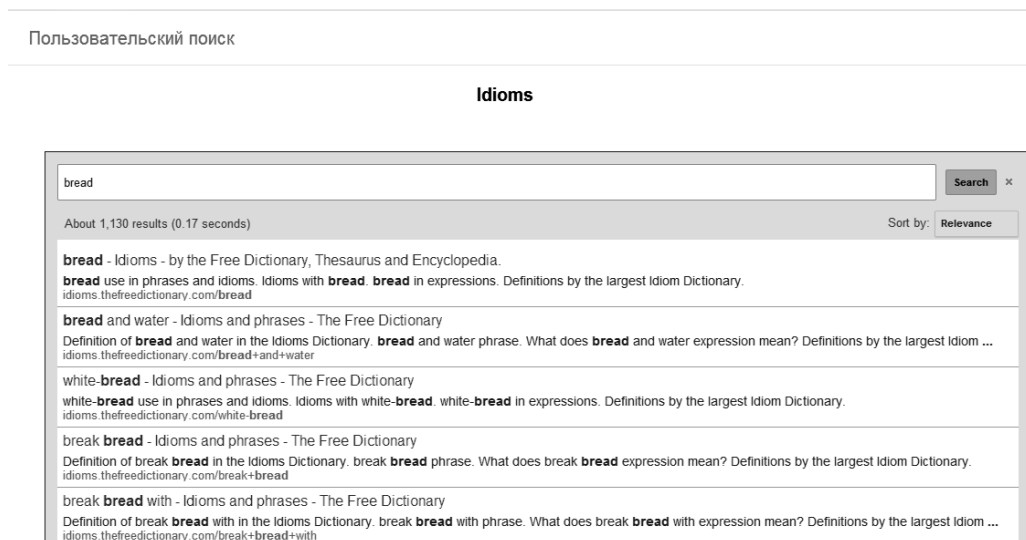 Пользовательский поиск
Idioms
bread
Search ×
About 1,130 results (0.17 seconds)
Sort by: Relevance
bread - Idioms - by the Free Dictionary, Thesaurus and Encyclopedia.
bread use in phrases and idioms. Idioms with bread. bread in expressions. Definitions by the largest Idiom Dictionary.
idioms.thefreedictionary.com/bread
bread and water - Idioms and phrases - The Free Dictionary
Definition of bread and water in the Idioms Dictionary. bread and water phrase. What does bread and water expression mean? Definitions by the largest Idiom ...
idioms.thefreedictionary.com/bread+and+water
white-bread - Idioms and phrases - The Free Dictionary
white-bread use in phrases and idioms. Idioms with white-bread. white-bread in expressions. Definitions by the largest Idiom Dictionary.
idioms.thefreedictionary.com/white-bread
break bread - Idioms and phrases - The Free Dictionary
Definition of break bread in the Idioms Dictionary. break bread phrase. What does break bread expression mean? Definitions by the largest Idiom Dictionary.
idioms.thefreedictionary.com/break+bread
break bread with - Idioms and phrases - The Free Dictionary
Definition of break bread with in the Idioms Dictionary. break bread with phrase. What does break bread with expression mean? Definitions by the largest Idiom ...
idioms.thefreedictionary.com/break+bread+with